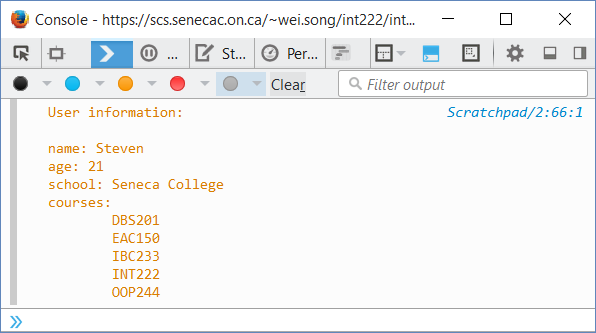 Console - https://scs.senecac.on.ca/~wei.song/int222/int...
... St... Per...
Clear Filter output
User information: Scratchpad/2:66:1
name: Steven
age: 21
school: Seneca College
courses:
DBS201
EAC150
IBC233
INT222
OOP244